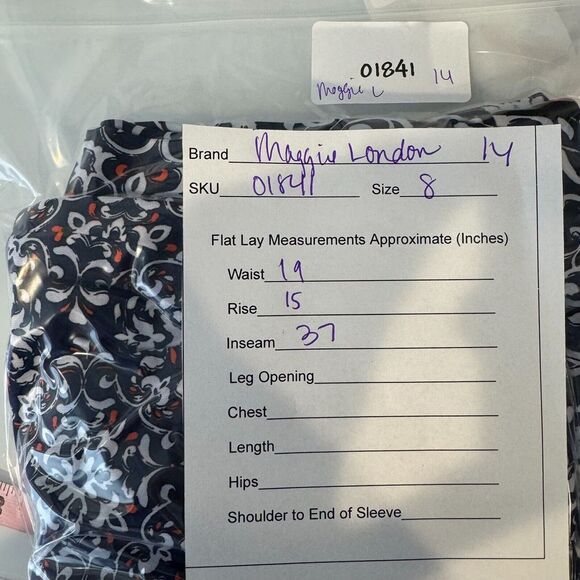 01841
Maggie L 14
Brand Maggie London 14
SKU 01841 Size 8
Flat Lay Measurements Approximate (Inches)
Waist 19
Rise 15
Inseam 37
Leg Opening
Chest
Length
Hips
Shoulder to End of Sleeve